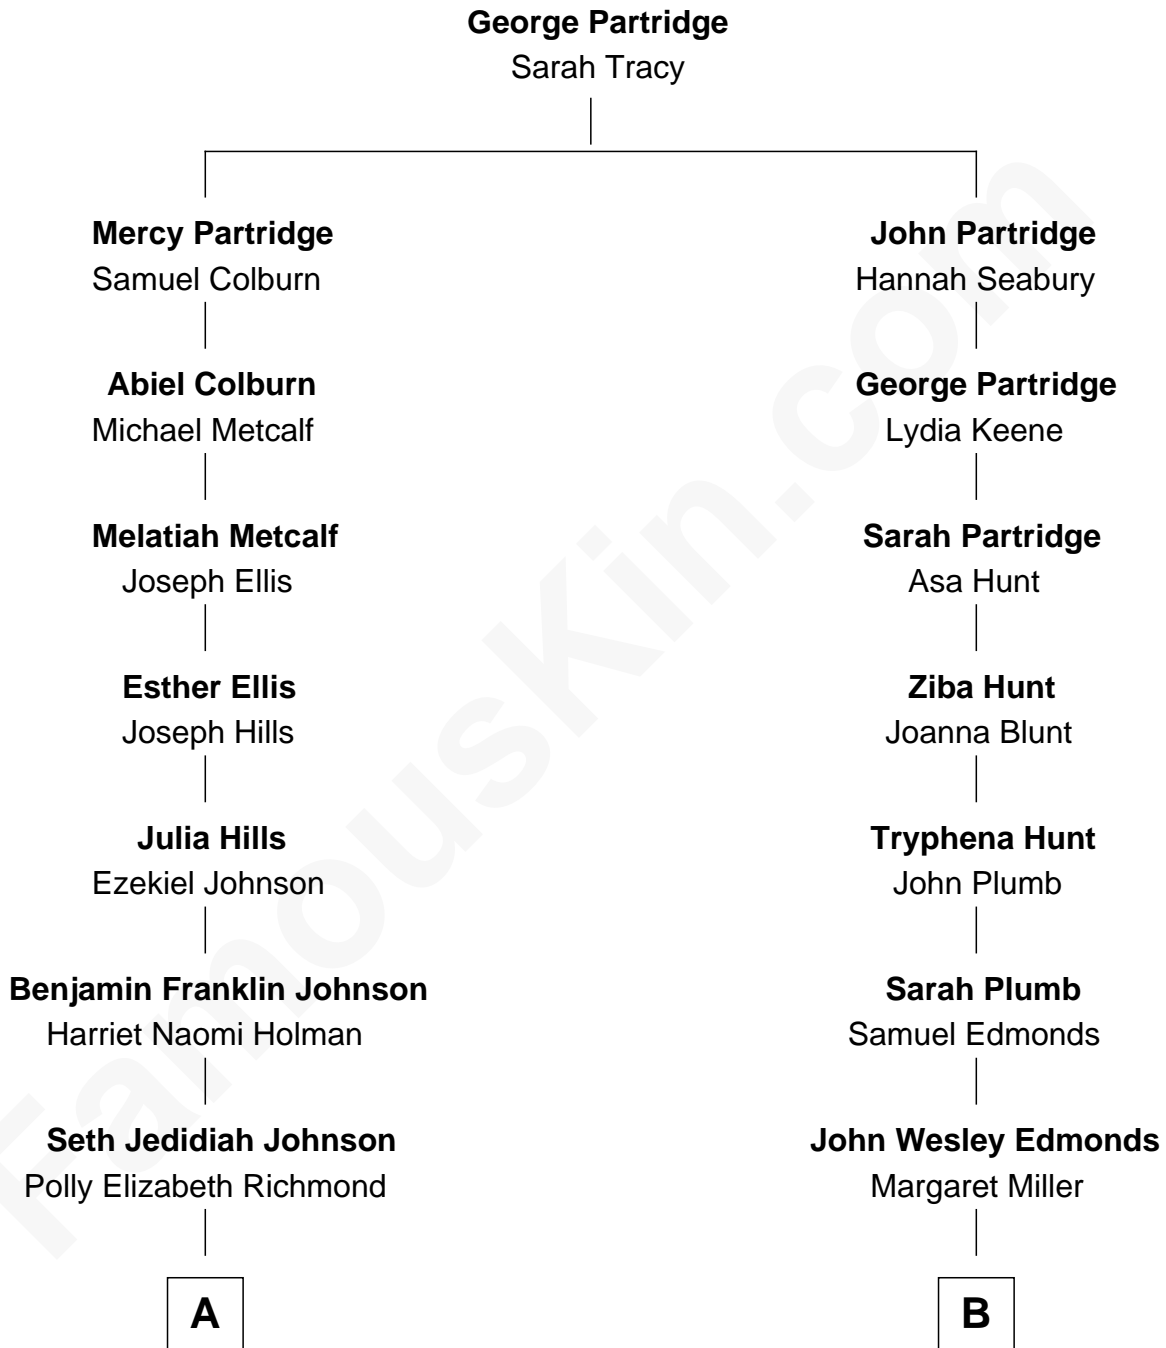 George Partridge
Sarah Tracy
Mercy Partridge
Samuel Colburn
John Partridge
Hannah Seabury
Abiel Colburn
Michael Metcalf
George Partridge
Lydia Keene
Melatiah Metcalf
Joseph Ellis
Sarah Partridge
Asa Hunt
Esther Ellis
Joseph Hills
Ziba Hunt
Joanna Blunt
Julia Hills
Ezekiel Johnson
Tryphena Hunt
John Plumb
Benjamin Franklin Johnson
Harriet Naomi Holman
Sarah Plumb
Samuel Edmonds
Seth Jedidiah Johnson
Polly Elizabeth Richmond
John Wesley Edmonds
Margaret Miller
A
B
FamousKin.com